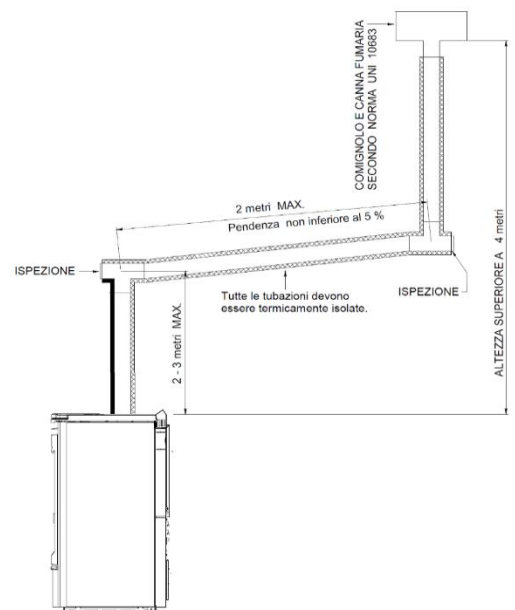 COMIGNOLO E CANNA FUMARIA
SECONDO NORMA UNI 10683
2 metri MAX.
Pendenza non inferiore al 5 %
ISPEZIONE
ISPEZIONE
Tutte le tubazioni devono
essere termicamente isolate.
2 - 3 metri MAX.
ALTEZZA SUPERIORE A 4 metri